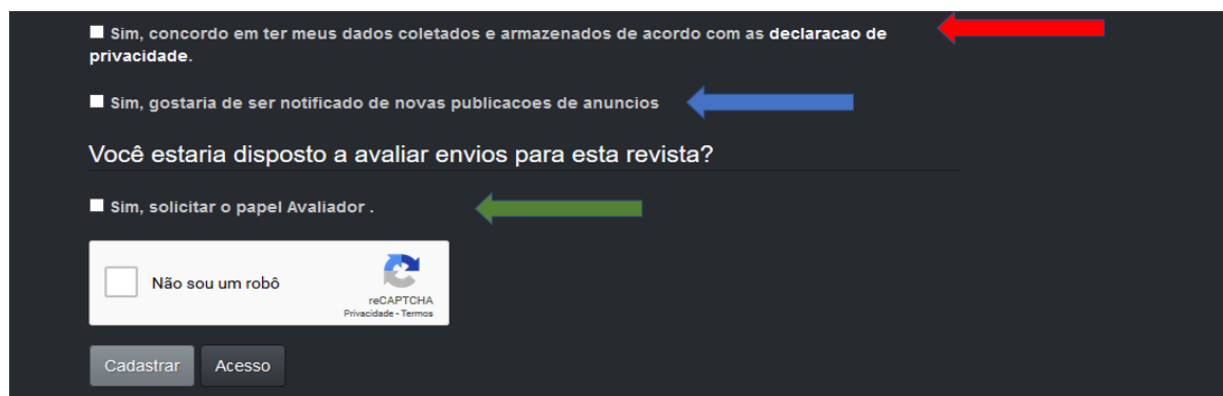 Sim, concordo em ter meus dados coletados e armazenados de acordo com as declaracao de
privacidade.
Sim, gostaria de ser notificado de novas publicacoes de anuncios
Você estaria disposto a avaliar envios para esta revista?
Sim, solicitar o papel Avaliador .
Não sou um robô
reCAPTCHA
Privacidade - Termos
Cadastrar Acesso